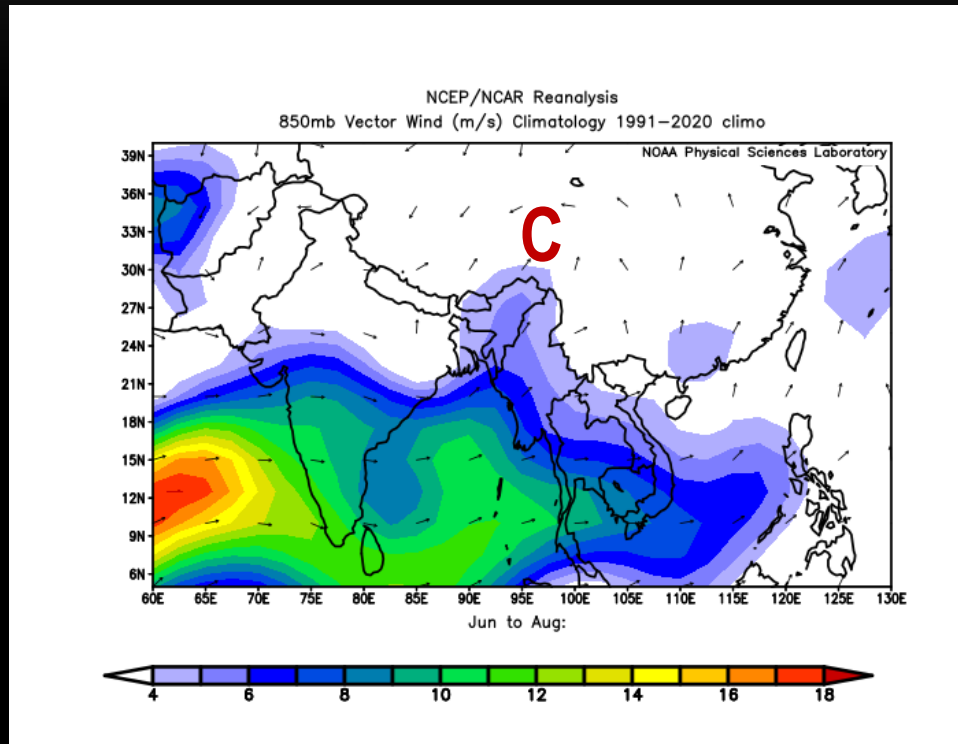 NCEP/NCAR Reanalysis
850mb Vector Wind (m/s) Climatology 1991-2020 climo
NOAA Physical Sciences Laboratory
39N
36N
33N
30N
27N
24N
21N
18N
15N
12N
9N
6N
C
60E 65E 70E 75E 80E 85E 90E 95E 100E 105E 110E 115E 120E 125E 130E
Jun to Aug:
4 6 8 10 12 14 16 18